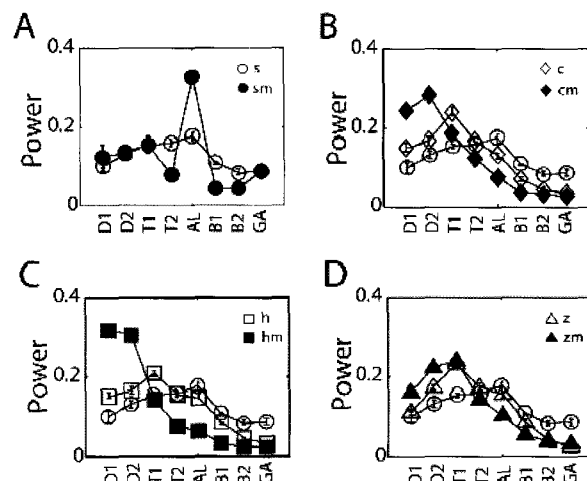 A
0.4
s
sm
0.2
Power
0
D1 D2 T1 T2 AL B1 B2 GA
B
0.4
c
cm
0.2
Power
0
D1 D2 T1 T2 AL B1 B2 GA
C
0.4
h
hm
0.2
Power
0
D1 D2 T1 T2 AL B1 B2 GA
D
0.4
z
zm
0.2
Power
0
D1 D2 T1 T2 AL B1 B2 GA